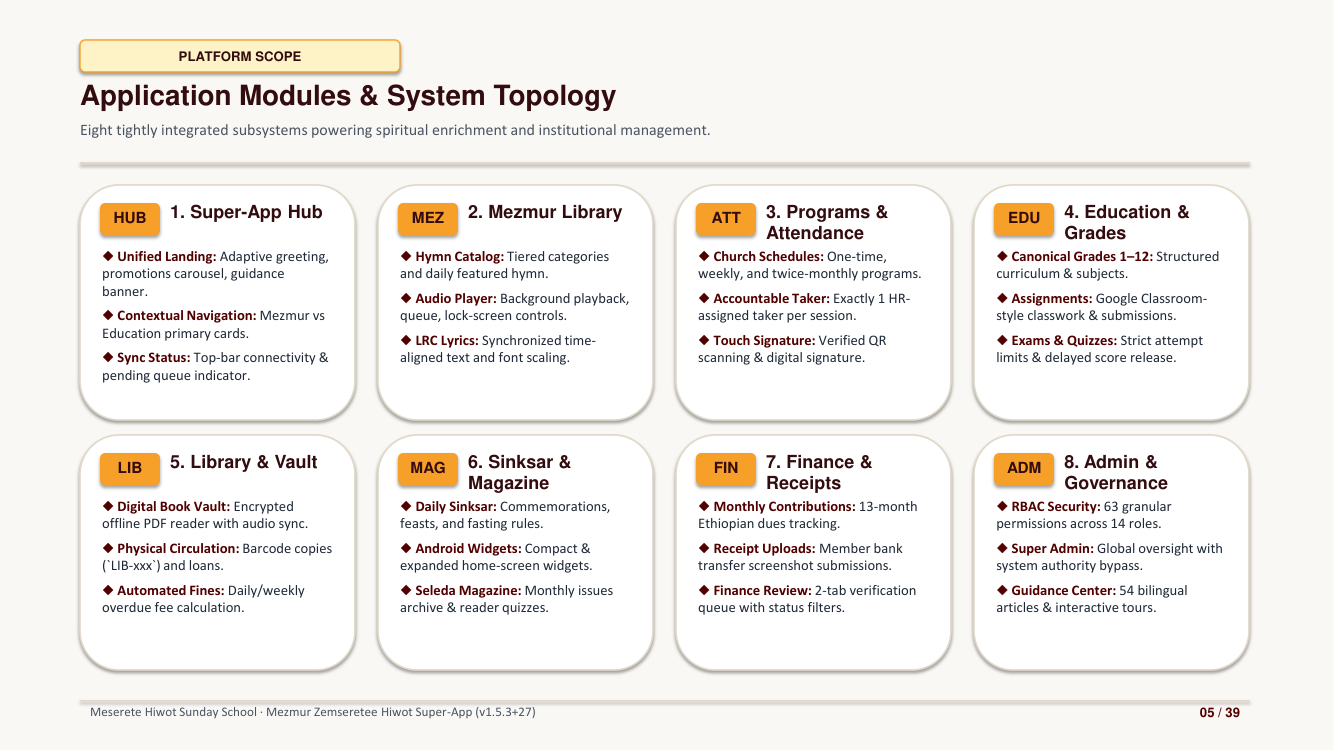 PLATFORM SCOPE
Application Modules & System Topology
Eight tightly integrated subsystems powering spiritual enrichment and institutional management.
HUB
1. Super-App Hub
◆ Unified Landing: Adaptive greeting,
promotions carousel, guidance
banner.
◆ Contextual Navigation: Mezmur vs
Education primary cards.
◆ Sync Status: Top-bar connectivity &
pending queue indicator.
MEZ
2. Mezmur Library
◆ Hymn Catalog: Tiered categories
and daily featured hymn.
◆ Audio Player: Background playback,
queue, lock-screen controls.
◆ LRC Lyrics: Synchronized time-
aligned text and font scaling.
ATT
3. Programs &
Attendance
◆ Church Schedules: One-time,
weekly, and twice-monthly programs.
◆ Accountable Taker: Exactly 1 HR-
assigned taker per session.
◆ Touch Signature: Verified QR
scanning & digital signature.
EDU
4. Education &
Grades
◆ Canonical Grades 1–12: Structured
curriculum & subjects.
◆ Assignments: Google Classroom-
style classwork & submissions.
◆ Exams & Quizzes: Strict attempt
limits & delayed score release.
LIB
5. Library & Vault
◆ Digital Book Vault: Encrypted
offline PDF reader with audio sync.
◆ Physical Circulation: Barcode copies
(`LIB-xxx`) and loans.
◆ Automated Fines: Daily/weekly
overdue fee calculation.
MAG
6. Sinksar &
Magazine
◆ Daily Sinksar: Commemorations,
feasts, and fasting rules.
◆ Android Widgets: Compact &
expanded home-screen widgets.
◆ Seleda Magazine: Monthly issues
archive & reader quizzes.
FIN
7. Finance &
Receipts
◆ Monthly Contributions: 13-month
Ethiopian dues tracking.
◆ Receipt Uploads: Member bank
transfer screenshot submissions.
◆ Finance Review: 2-tab verification
queue with status filters.
ADM
8. Admin &
Governance
◆ RBAC Security: 63 granular
permissions across 14 roles.
◆ Super Admin: Global oversight with
system authority bypass.
◆ Guidance Center: 54 bilingual
articles & interactive tours.
Meserete Hiwot Sunday School · Mezmur Zemseretee Hiwot Super-App (v1.5.3+27)
05 / 39